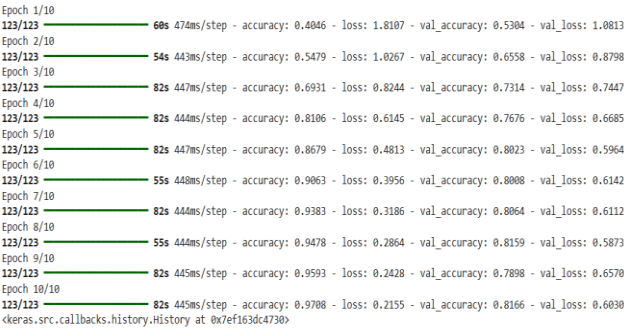 Epoch 1/10
123/123 60s 474ms/step - accuracy: 0.4046 - loss: 1.8107 - val_accuracy: 0.5304 - val_loss: 1.0813
Epoch 2/10
123/123 54s 443ms/step - accuracy: 0.5479 - loss: 1.0267 - val_accuracy: 0.6558 - val_loss: 0.8798
Epoch 3/10
123/123 82s 447ms/step - accuracy: 0.6931 - loss: 0.8244 - val_accuracy: 0.7314 - val_loss: 0.7447
Epoch 4/10
123/123 82s 444ms/step - accuracy: 0.8106 - loss: 0.6145 - val_accuracy: 0.7676 - val_loss: 0.6685
Epoch 5/10
123/123 82s 447ms/step - accuracy: 0.8679 - loss: 0.4813 - val_accuracy: 0.8023 - val_loss: 0.5964
Epoch 6/10
123/123 55s 448ms/step - accuracy: 0.9063 - loss: 0.3956 - val_accuracy: 0.8008 - val_loss: 0.6142
Epoch 7/10
123/123 82s 444ms/step - accuracy: 0.9383 - loss: 0.3186 - val_accuracy: 0.8064 - val_loss: 0.6112
Epoch 8/10
123/123 55s 444ms/step - accuracy: 0.9478 - loss: 0.2864 - val_accuracy: 0.8159 - val_loss: 0.5873
Epoch 9/10
123/123 82s 445ms/step - accuracy: 0.9593 - loss: 0.2428 - val_accuracy: 0.7898 - val_loss: 0.6570
Epoch 10/10
123/123 82s 445ms/step - accuracy: 0.9708 - loss: 0.2155 - val_accuracy: 0.8166 - val_loss: 0.6030
<keras.src.callbacks.history.History at 0x7ef163dc4730>